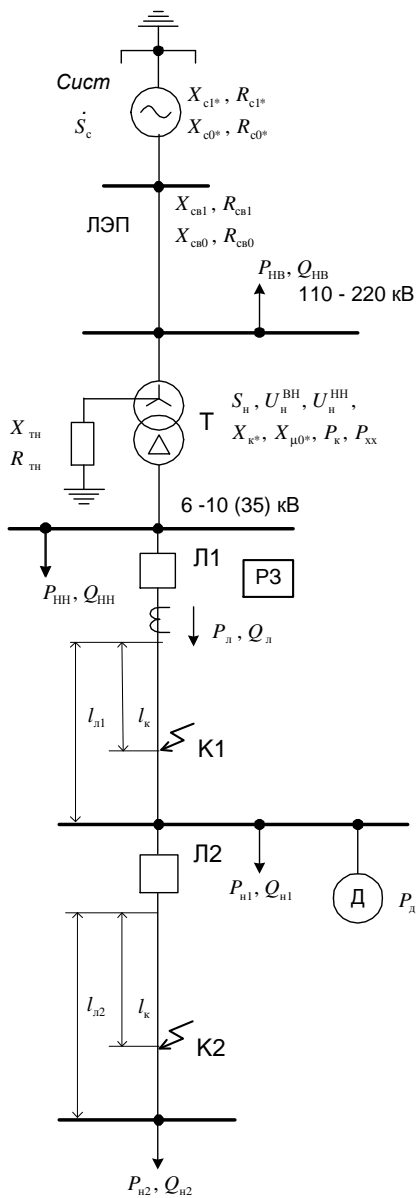 Сист
Ṡс
Xс1*, Rс1*
Xс0*, Rс0*
ЛЭП
Xсв1, Rсв1
Xсв0, Rсв0
PНВ, QНВ
110 - 220 кВ
X тн
R тн
Т
Sн, UнВН, UнНН,
Xк*, Xμ0*, Pк, Pхх
6 -10 (35) кВ
PНН, QНН
Л1
РЗ
Pл, Qл
lл1
lк
К1
Л2
Pн1, Qн1
Д
Pд
lл2
lк
К2
Pн2, Qн2